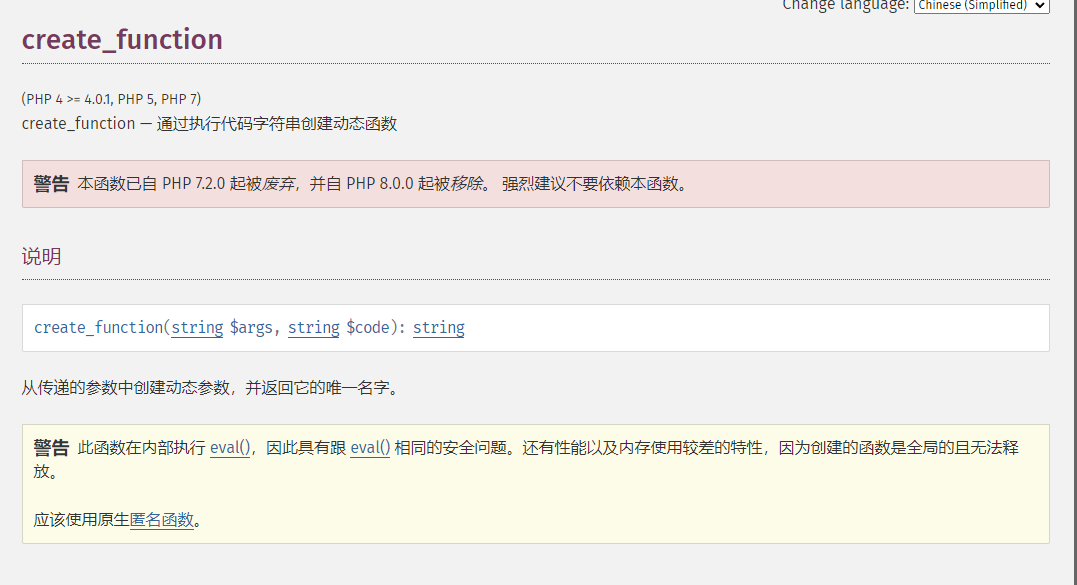 Change language: Chinese (Simplified)
create_function
(PHP 4 >= 4.0.1, PHP 5, PHP 7)
create_function — 通过执行代码字符串创建动态函数
警告 本函数已自 PHP 7.2.0 起被废弃，并自 PHP 8.0.0 起被移除。 强烈建议不要依赖本函数。
说明
create_function(string $args, string $code): string
从传递的参数中创建动态参数，并返回它的唯一名字。
警告 此函数在内部执行 eval()，因此具有跟 eval() 相同的安全问题。还有性能以及内存使用较差的特性，因为创建的函数是全局的且无法释
放。
应该使用原生匿名函数。